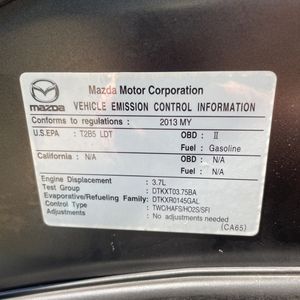 mazda
Mazda Motor Corporation
VEHICLE EMISSION CONTROL INFORMATION
Conforms to regulations : 2013 MY
U.S.EPA : T2B5 LDT OBD : II
Fuel : Gasoline
California : N/A OBD : N/A
Fuel : N/A
Engine Displacement : 3.7L
Test Group : DTKXT03.75BA
Evaporative/Refueling Family: DTKXR0145GAL
Control Type : TWC/HAFS/HO2S/SFI
Adjustments : No adjustments needed
(CA65)